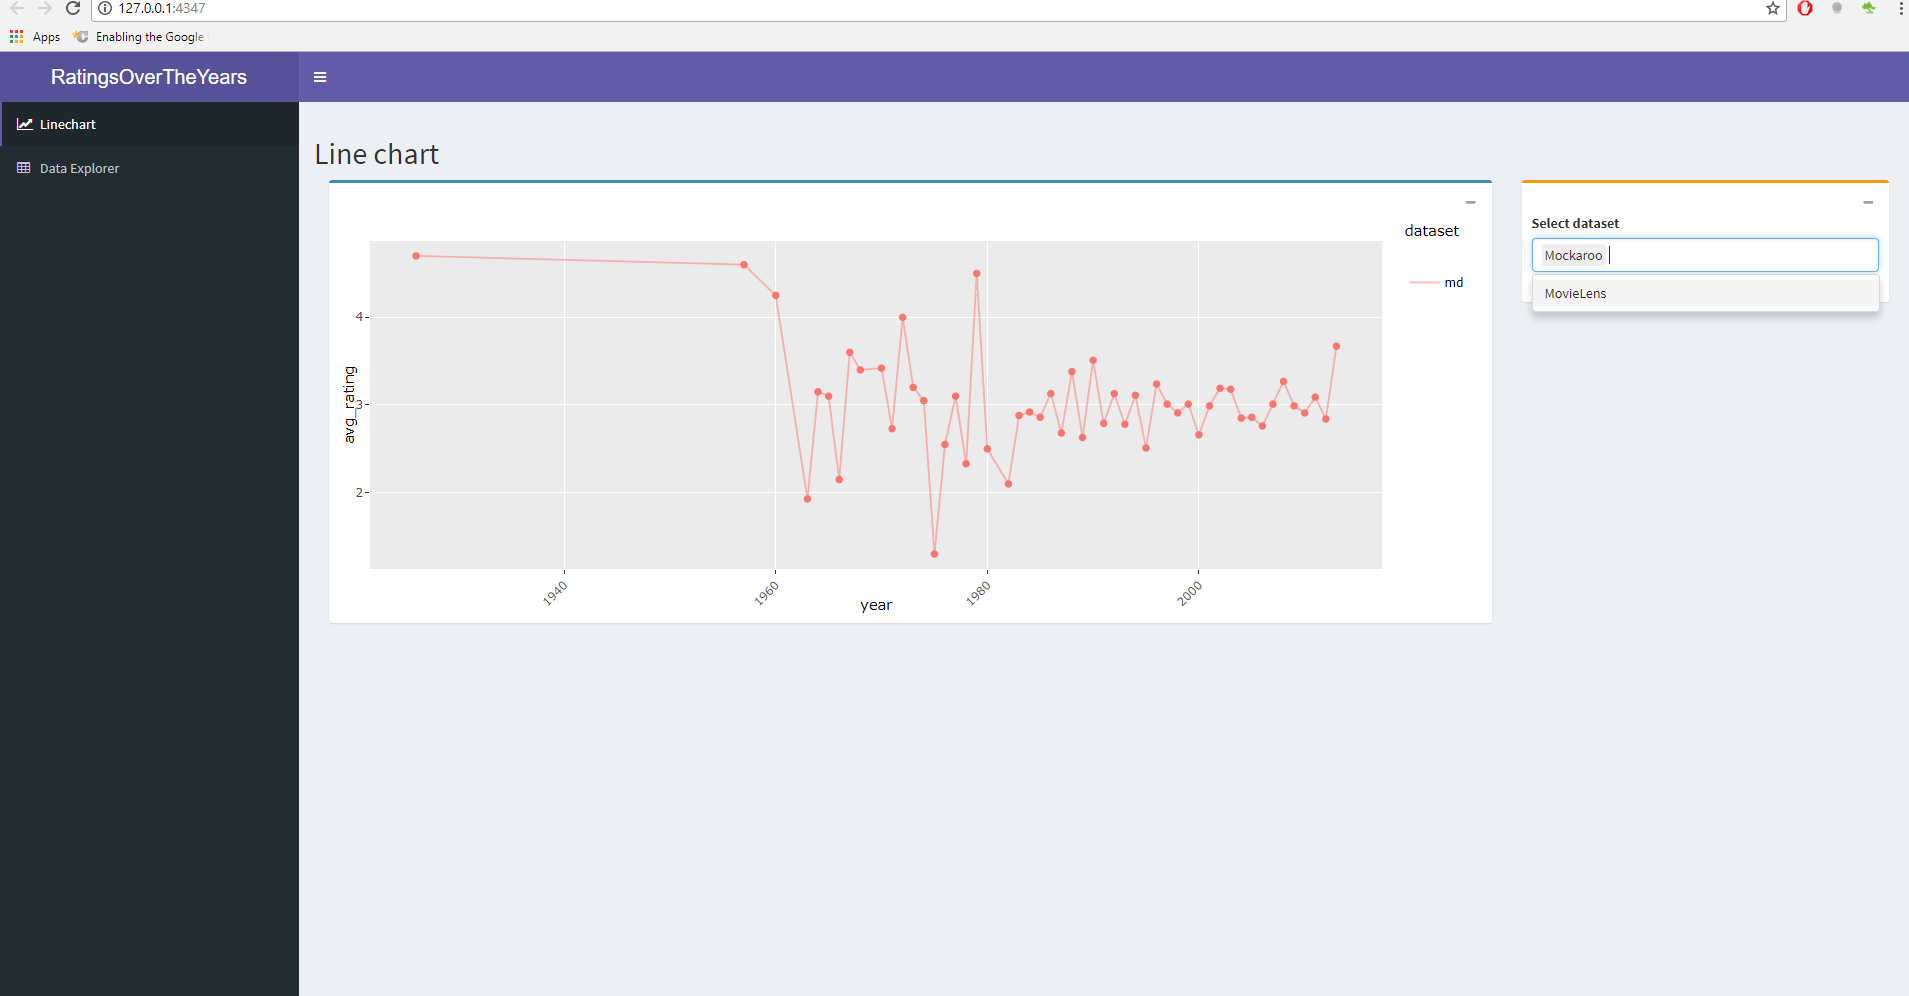 127.0.0.1:4347
Apps Enabling the Google
RatingsOverTheYears
Linechart
Data Explorer
Line chart
dataset
md
4
3
2
avg_rating
1940 1960 1980 2000
year
Select dataset
Mockaroo
MovieLens